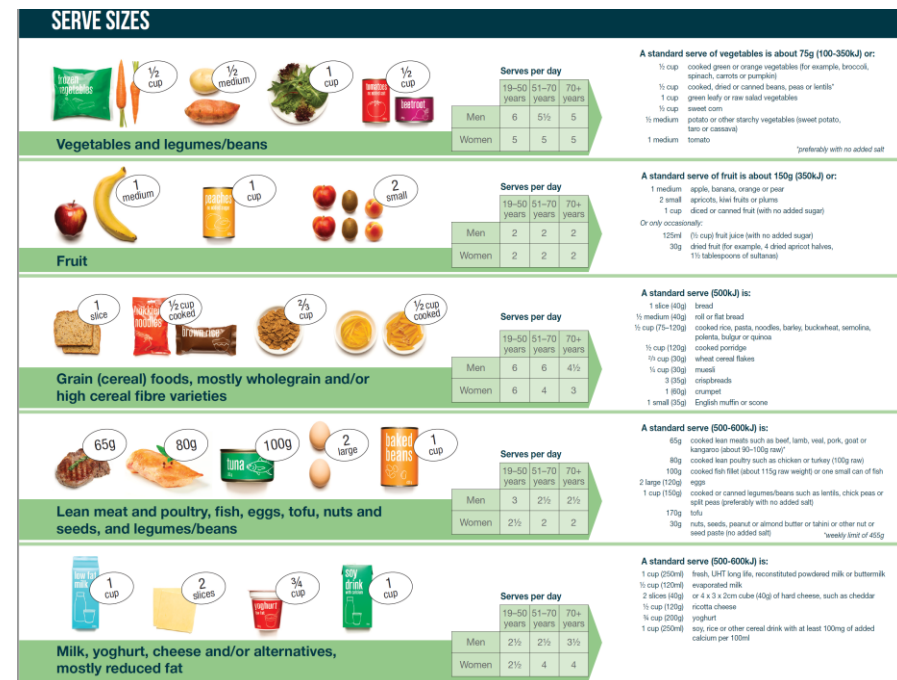 SERVE SIZES
frozen vegetables
½ cup
½ medium
1 cup
½ cup
tomatoes
beetroot
Vegetables and legumes/beans
Serves per day
19–50 years 51–70 years 70+ years
Men 6 5½ 5
Women 5 5 5
A standard serve of vegetables is about 75g (100-350kJ) or:
½ cup cooked green or orange vegetables (for example, broccoli,
spinach, carrots or pumpkin)
½ cup cooked, dried or canned beans, peas or lentils*
1 cup green leafy or raw salad vegetables
½ cup sweet corn
½ medium potato or other starchy vegetables (sweet potato,
taro or cassava)
1 medium tomato
*preferably with no added salt
1 medium
peaches
1 cup
2 small
Fruit
Serves per day
19–50 years 51–70 years 70+ years
Men 2 2 2
Women 2 2 2
A standard serve of fruit is about 150g (350kJ) or:
1 medium apple, banana, orange or pear
2 small apricots, kiwi fruits or plums
1 cup diced or canned fruit (with no added sugar)
Or only occasionally:
125ml (½ cup) fruit juice (with no added sugar)
30g dried fruit (for example, 4 dried apricot halves,
1½ tablespoons of sultanas)
1 slice
noodles
½ cup cooked
brown rice
⅔ cup
½ cup cooked
Grain (cereal) foods, mostly wholegrain and/or
high cereal fibre varieties
Serves per day
19–50 years 51–70 years 70+ years
Men 6 6 4½
Women 6 4 3
A standard serve (500kJ) is:
1 slice (40g) bread
½ medium (40g) roll or flat bread
½ cup (75–120g) cooked rice, pasta, noodles, barley, buckwheat, semolina,
polenta, bulgur or quinoa
½ cup (120g) cooked porridge
⅔ cup (30g) wheat cereal flakes
¼ cup (30g) muesli
3 (35g) crispbreads
1 (60g) crumpet
1 small (35g) English muffin or scone
65g
80g
tuna
100g
2 large
baked beans
1 cup
Lean meat and poultry, fish, eggs, tofu, nuts and
seeds, and legumes/beans
Serves per day
19–50 years 51–70 years 70+ years
Men 3 2½ 2½
Women 2½ 2 2
A standard serve (500-600kJ) is:
65g cooked lean meats such as beef, lamb, veal, pork, goat or
kangaroo (about 90–100g raw)*
80g cooked lean poultry such as chicken or turkey (100g raw)
100g cooked fish fillet (about 115g raw weight) or one small can of fish
2 large (120g) eggs
1 cup (150g) cooked or canned legumes/beans such as lentils, chick peas or
split peas (preferably with no added salt)
170g tofu
30g nuts, seeds, peanut or almond butter or tahini or other nut or
seed paste (no added salt)
*weekly limit of 455g
low fat milk
1 cup
2 slices
yoghurt
¾ cup
soy drink
1 cup
Milk, yoghurt, cheese and/or alternatives,
mostly reduced fat
Serves per day
19–50 years 51–70 years 70+ years
Men 2½ 2½ 3½
Women 2½ 4 4
A standard serve (500-600kJ) is:
1 cup (250ml) fresh, UHT long life, reconstituted powdered milk or buttermilk
½ cup (120ml) evaporated milk
2 slices (40g) or 4 x 3 x 2cm cube (40g) of hard cheese, such as cheddar
½ cup (120g) ricotta cheese
¾ cup (200g) yoghurt
1 cup (250ml) soy, rice or other cereal drink with at least 100mg of added
calcium per 100ml